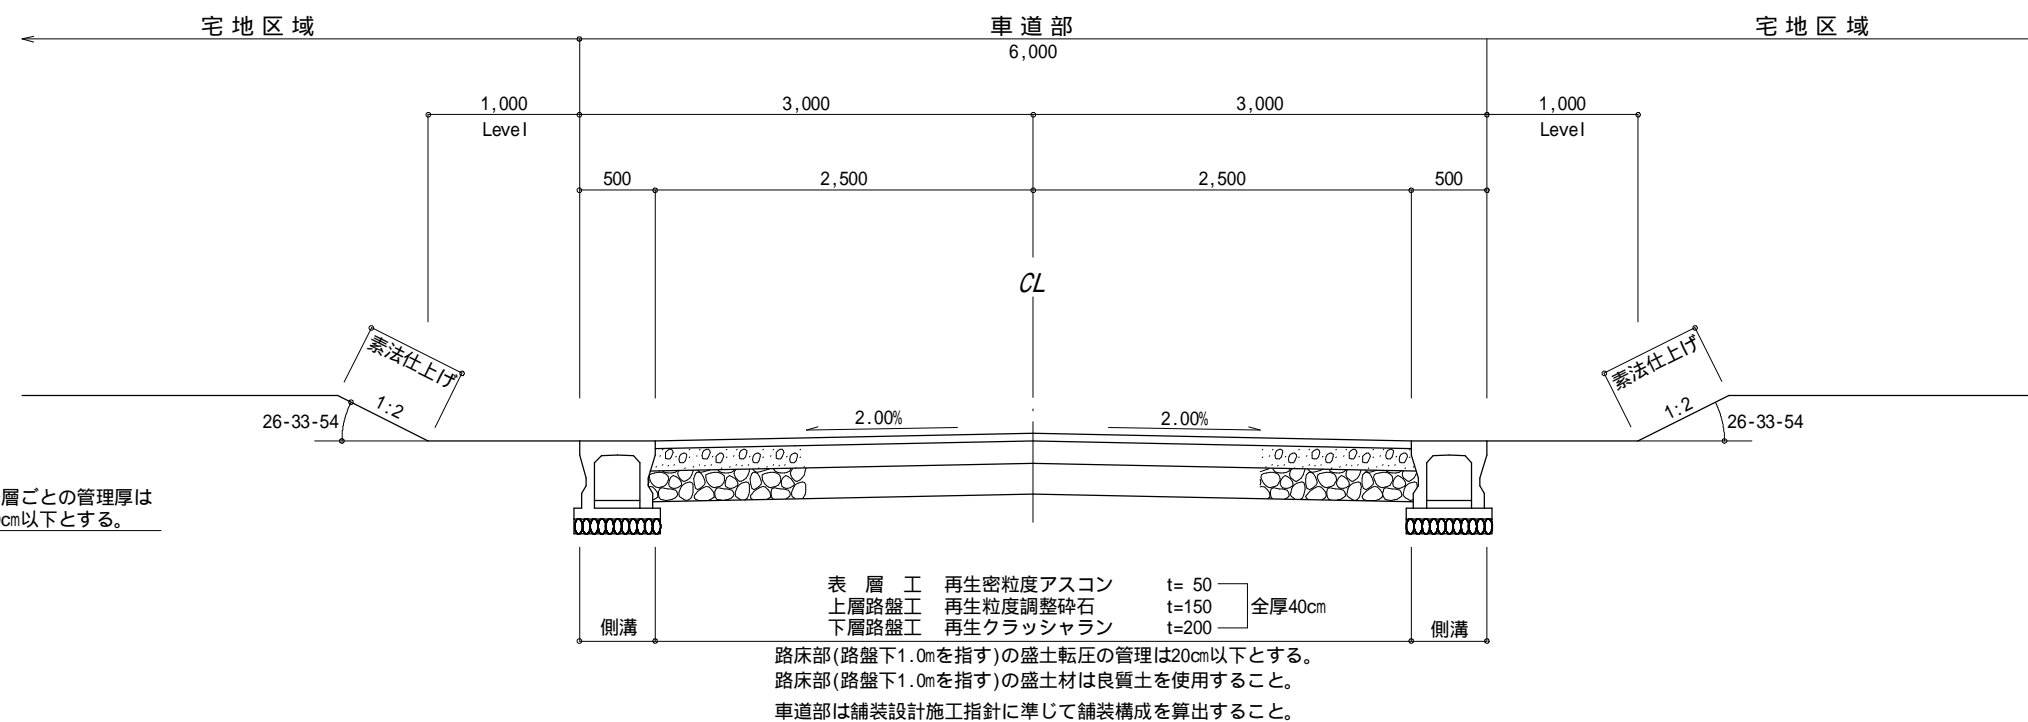 宅地区域 車道部 宅地区域
6,000
1,000 3,000 3,000 1,000
Level Level
500 2,500 2,500 500
CL
素法仕上げ 素法仕上げ
1:2 1:2
26-33-54 2.00% 2.00% 26-33-54
層ごとの管理厚は
cm以下とする。
表層工 再生密粒度アスコン t= 50
上層路盤工 再生粒度調整砕石 t=150 全厚40cm
下層路盤工 再生クラッシャラン t=200
側溝 側溝
路床部(路盤下1.0mを指す)の盛土転圧の管理は20cm以下とする。
路床部(路盤下1.0mを指す)の盛土材は良質土を使用すること。
車道部は舗装設計施工指針に準じて舗装構成を算出すること。